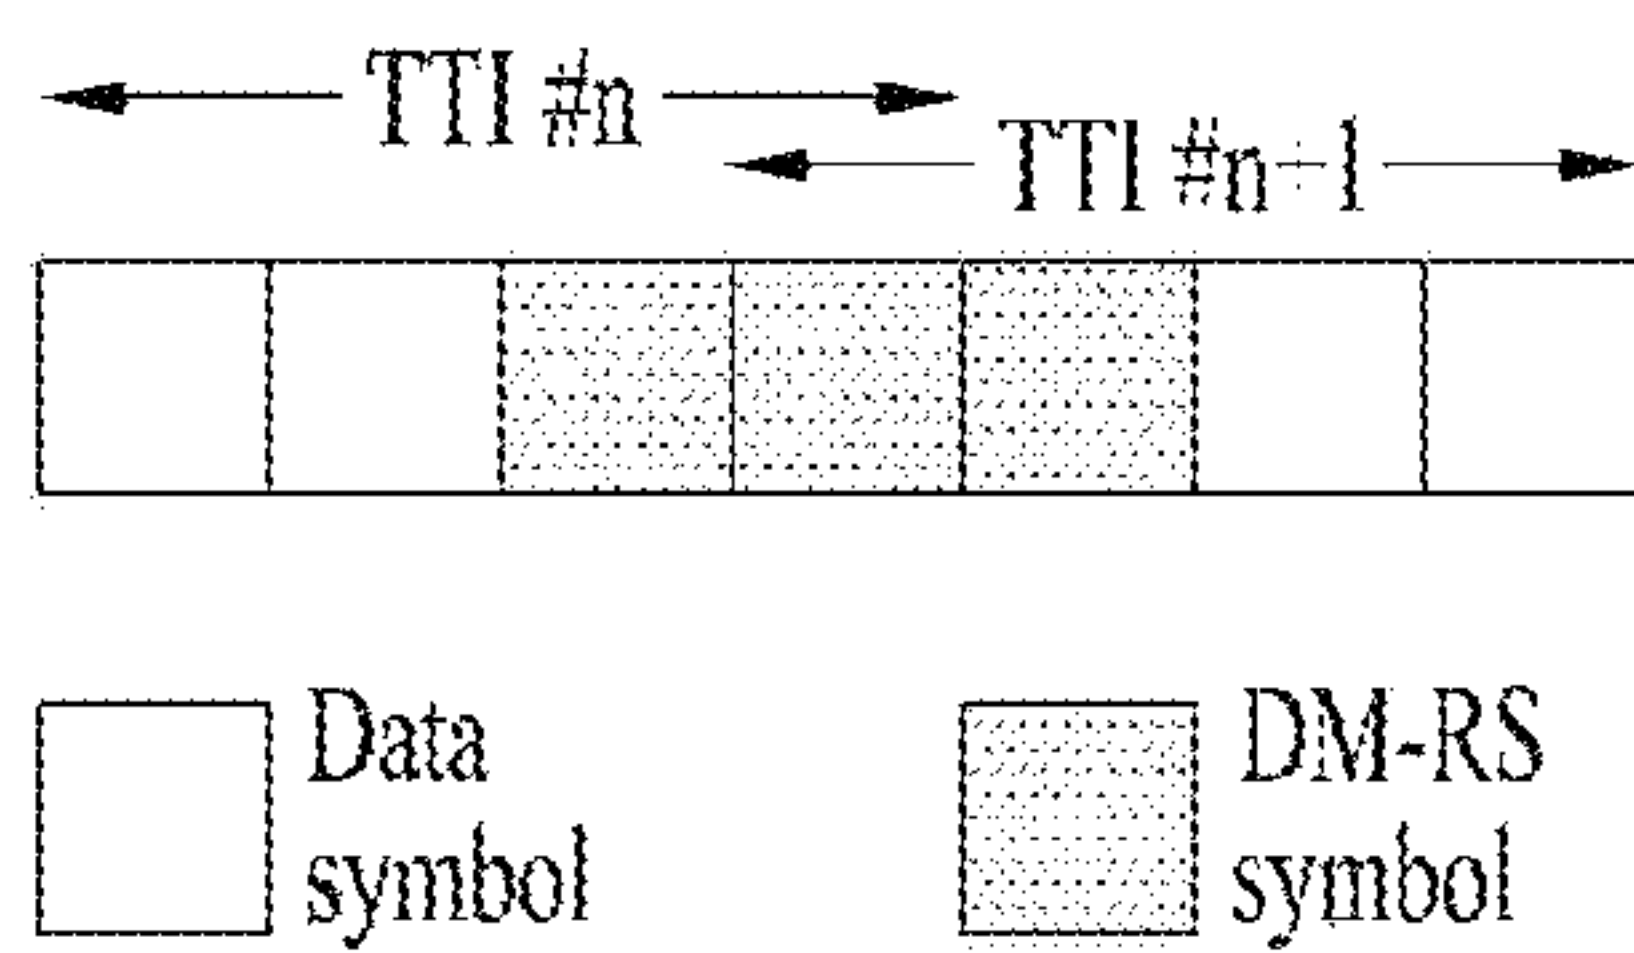 TTI #n
TTI #n+1
Data
symbol
DM-RS
symbol